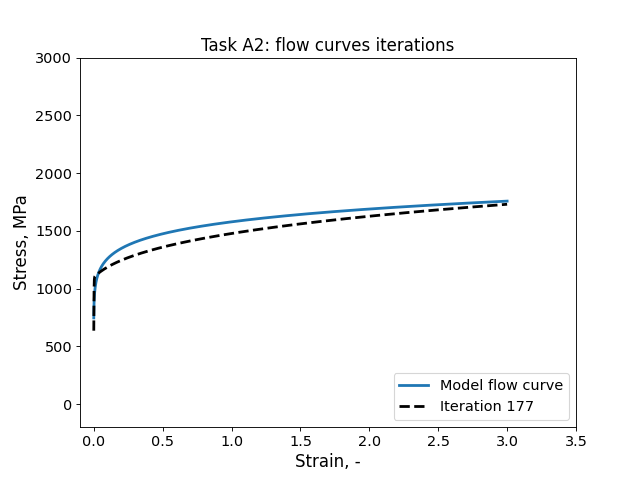 Task A2: flow curves iterations
Stress, MPa
3000
2500
2000
1500
1000
500
0
0.0 0.5 1.0 1.5 2.0 2.5 3.0 3.5
Strain, -
Model flow curve
Iteration 177